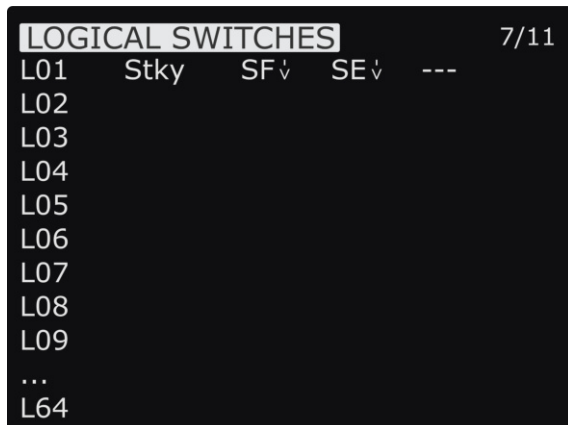 LOGICAL SWITCHES 7/11
L01 Stky SF↓ SE↓ ---
L02
L03
L04
L05
L06
L07
L08
L09
...
L64